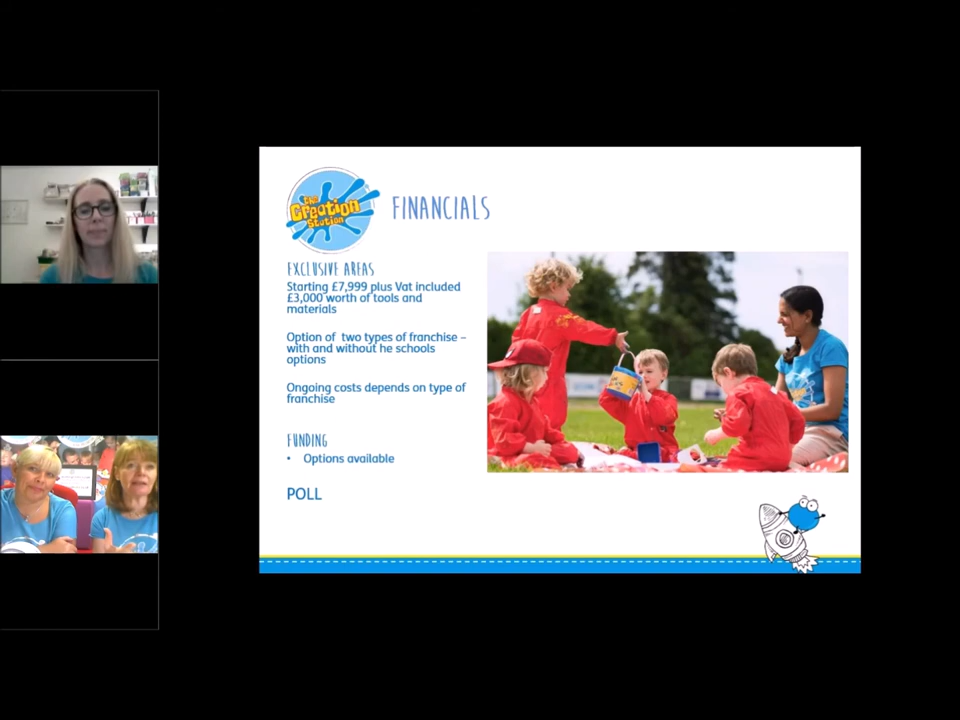 the
Creation
Station
FINANCIALS
EXCLUSIVE AREAS
Starting £7,999 plus Vat included
£3,000 worth of tools and
materials
Option of two types of franchise –
with and without he schools
options
Ongoing costs depends on type of
franchise
FUNDING
• Options available
POLL